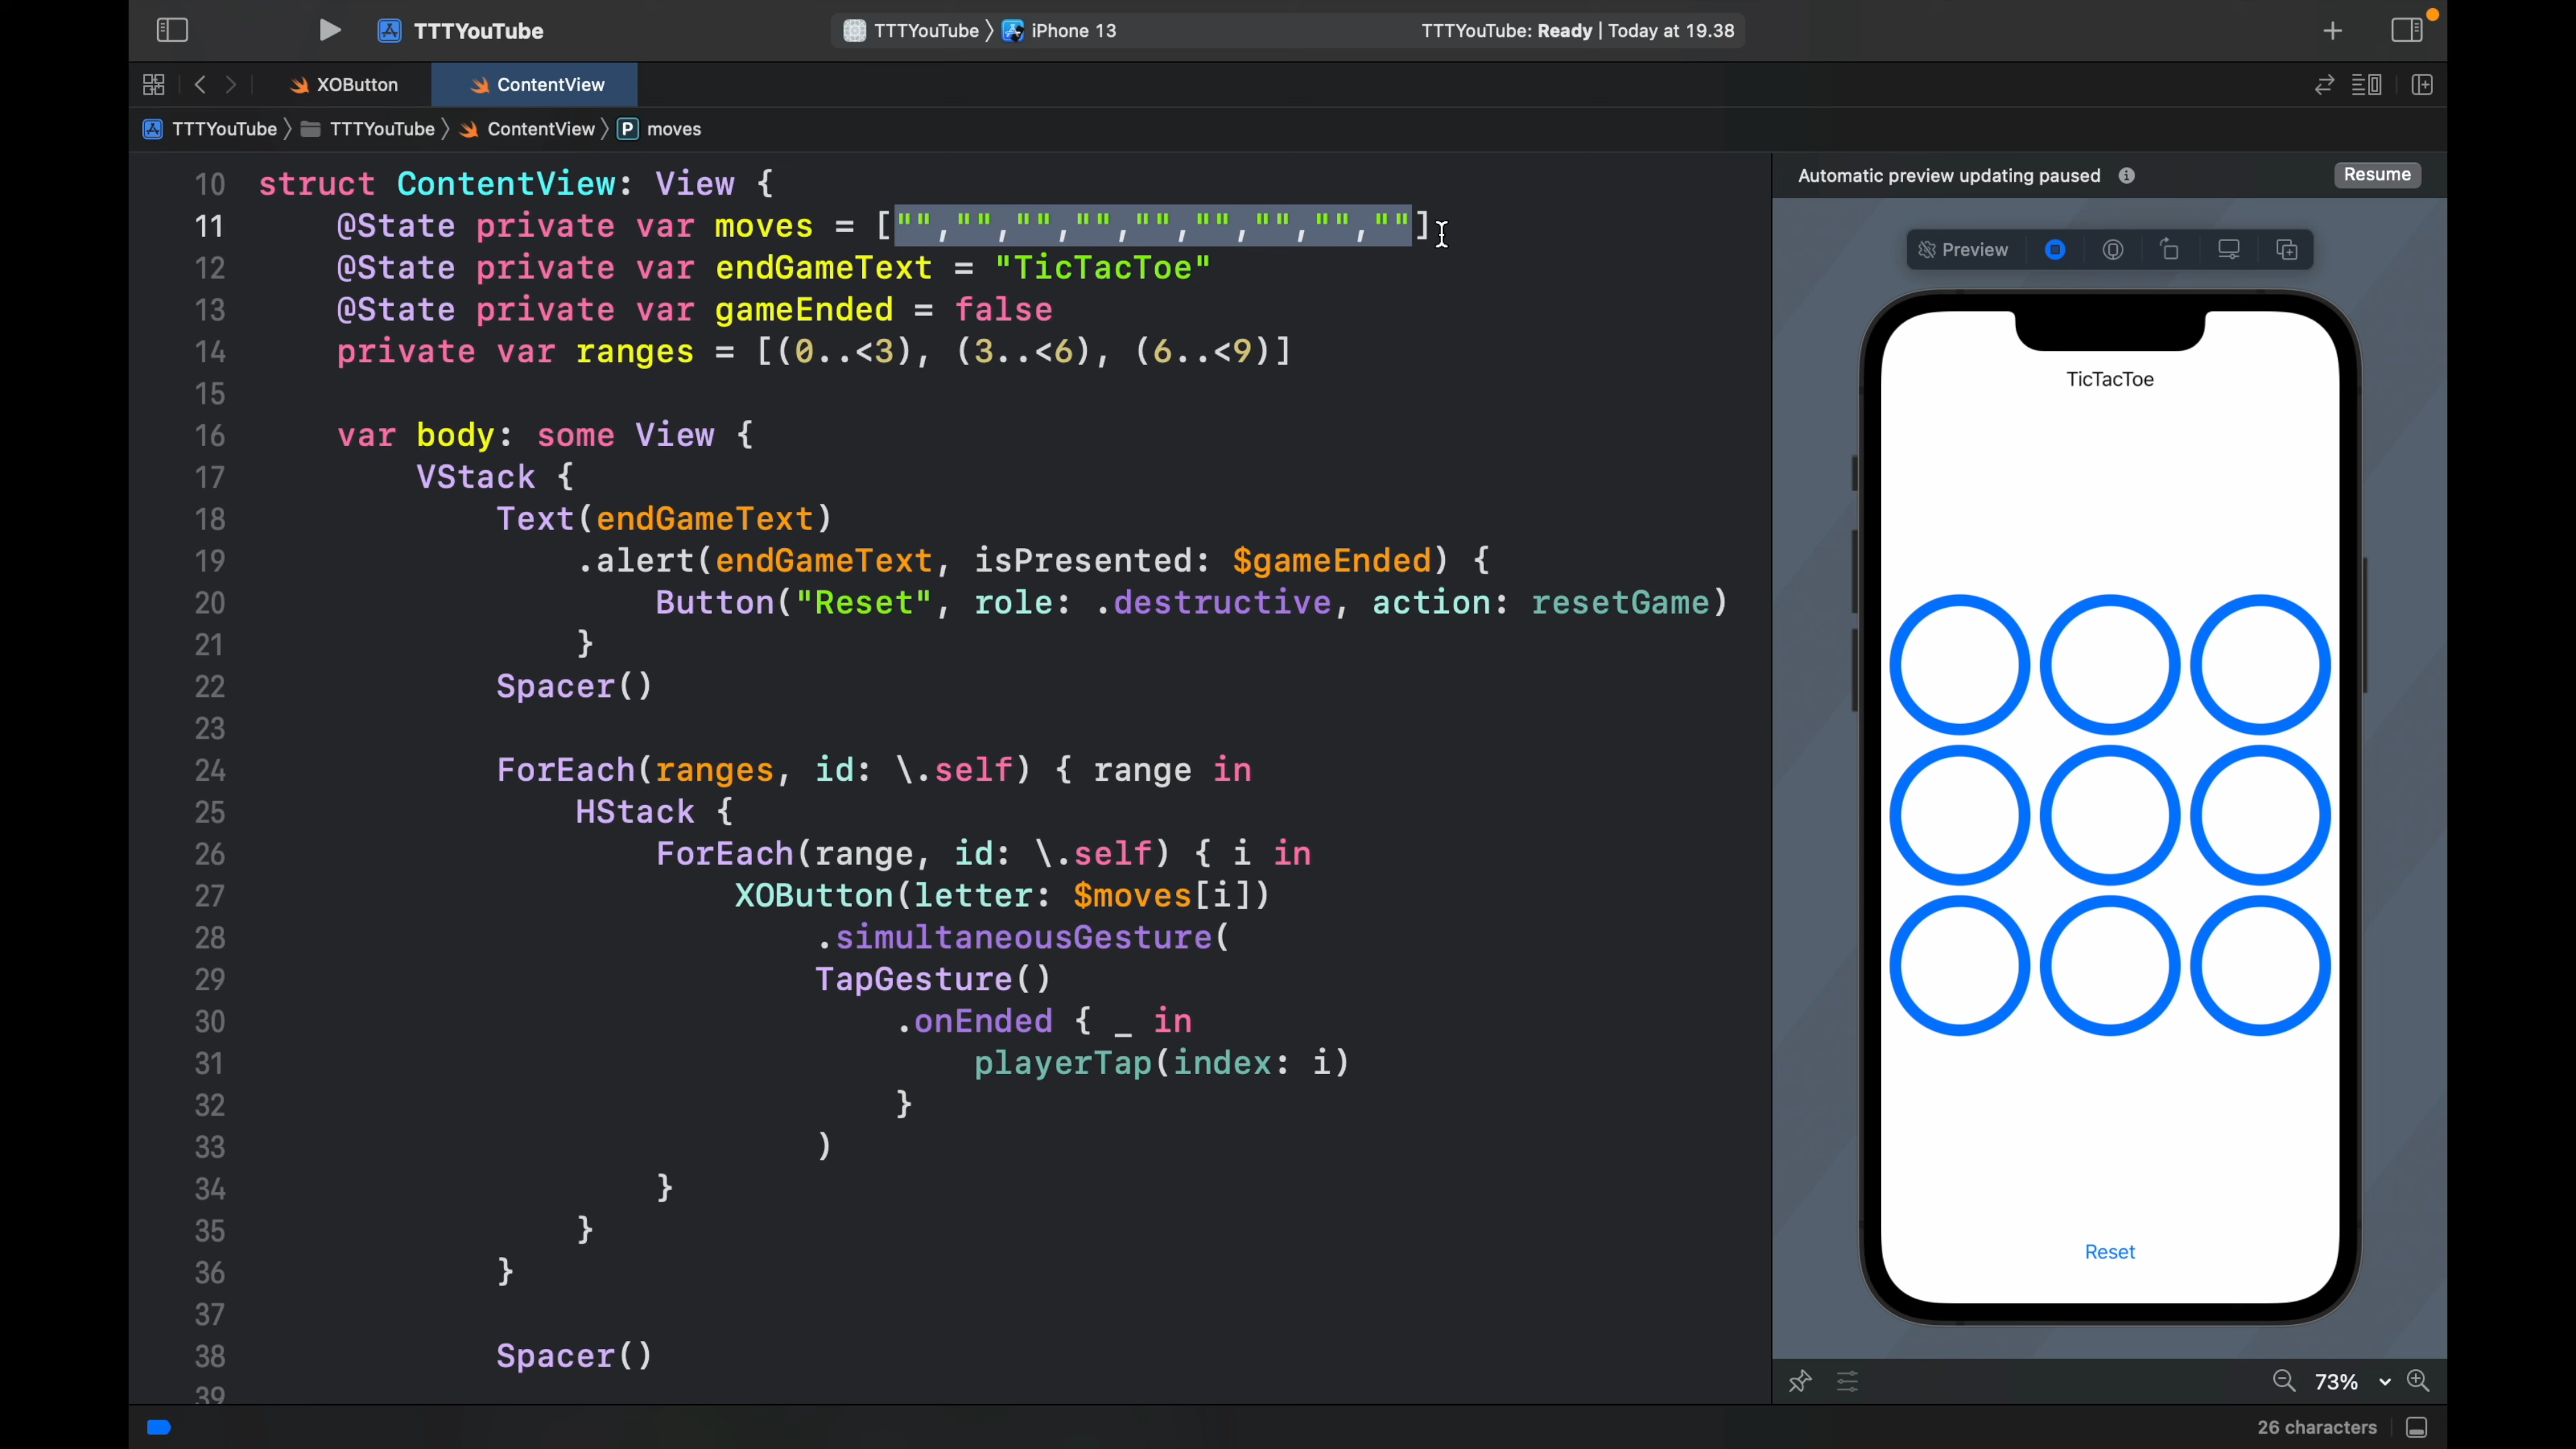 TTTYouTube
TTTYouTube 〉 iPhone 13
TTTYouTube: Ready | Today at 19.38
XOButton
ContentView
TTTYouTube 〉 TTTYouTube 〉 ContentView 〉 P moves
10 struct ContentView: View {
11 @State private var moves = ["","","","","","","","",""]
12 @State private var endGameText = "TicTacToe"
13 @State private var gameEnded = false
14 private var ranges = [(0..<3), (3..<6), (6..<9)]
15
16 var body: some View {
17 VStack {
18 Text(endGameText)
19 .alert(endGameText, isPresented: $gameEnded) {
20 Button("Reset", role: .destructive, action: resetGame)
21 }
22 Spacer()
23
24 ForEach(ranges, id: \.self) { range in
25 HStack {
26 ForEach(range, id: \.self) { i in
27 XOButton(letter: $moves[i])
28 .simultaneousGesture(
29 TapGesture()
30 .onEnded { _ in
31 playerTap(index: i)
32 }
33 )
34 }
35 }
36 }
37
38 Spacer()
39
Automatic preview updating paused
Resume
Preview
TicTacToe
Reset
73%
26 characters